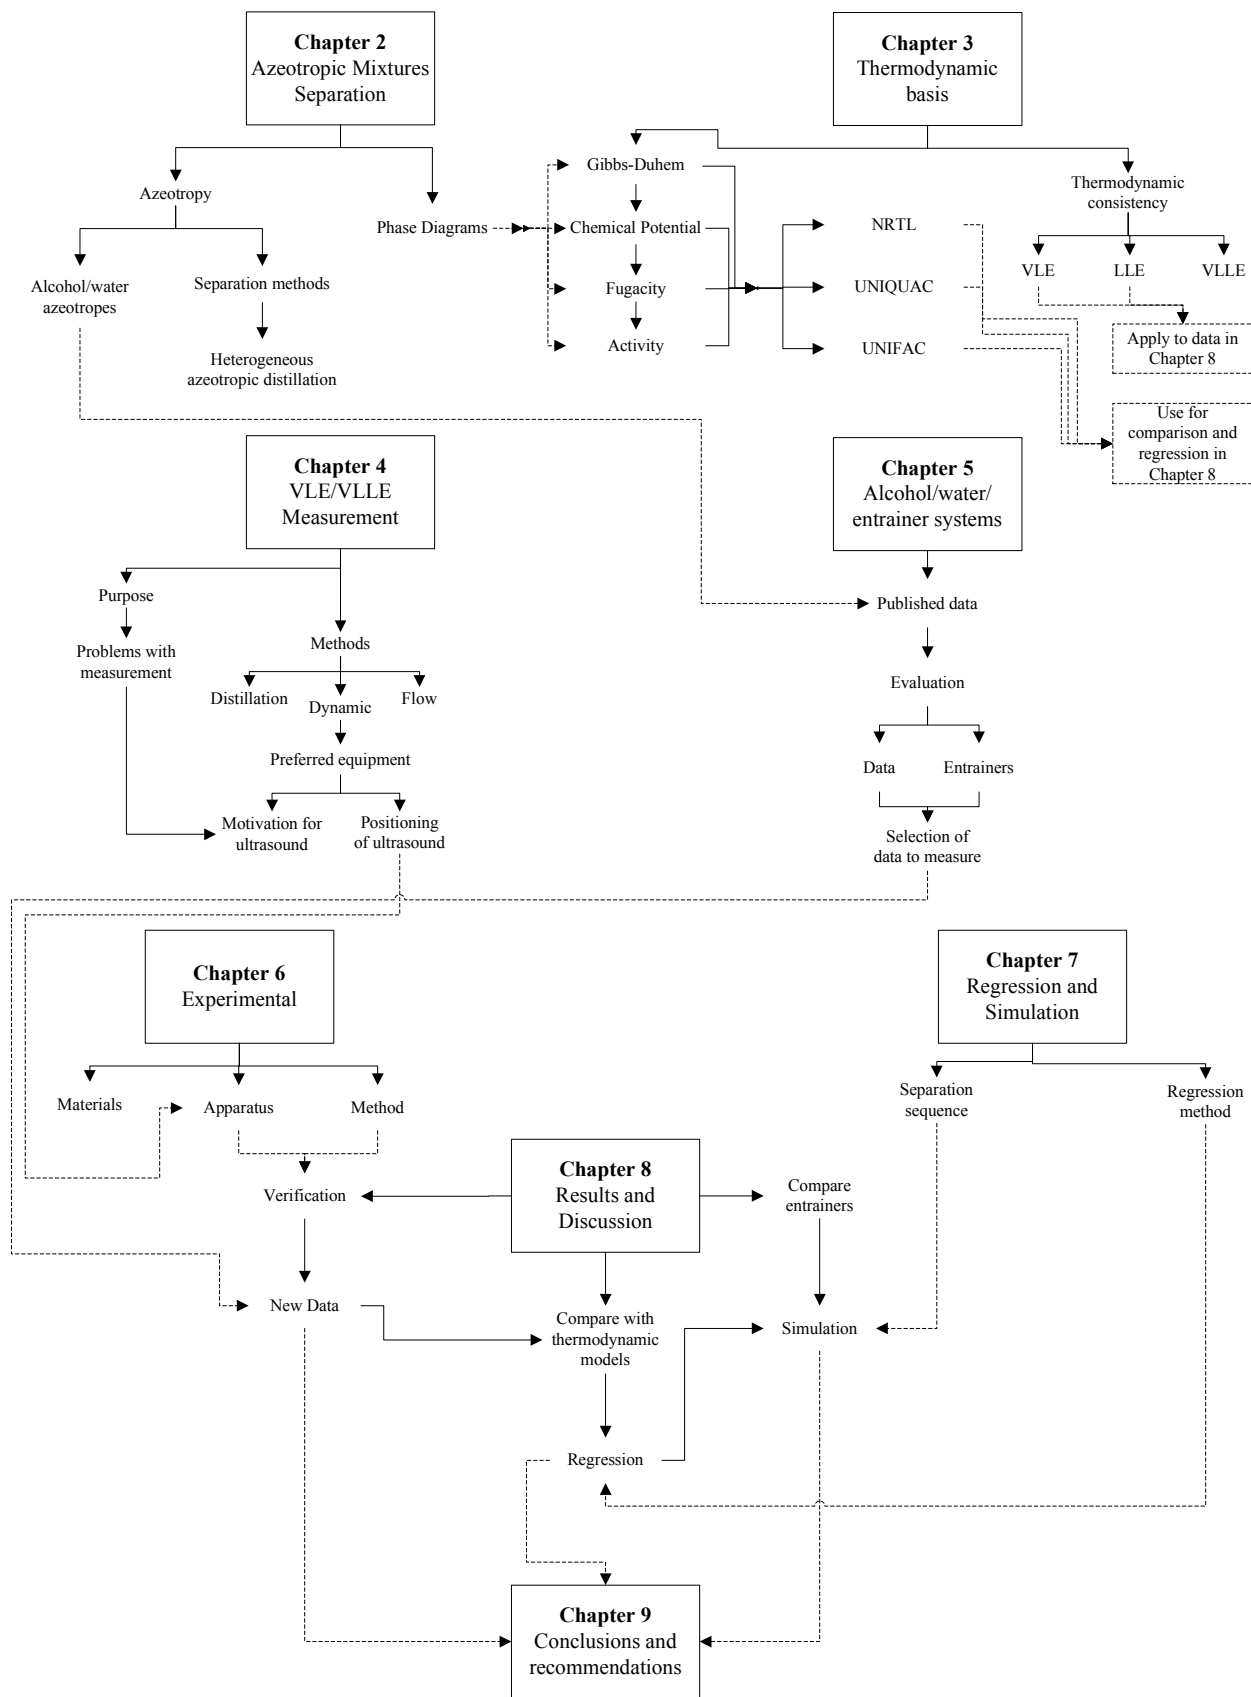 Chapter 2
Azeotropic Mixtures
Separation
Chapter 3
Thermodynamic
basis
Azeotropy
Phase Diagrams
Alcohol/water
azeotropes
Separation methods
Heterogeneous
azeotropic distillation
Gibbs-Duhem
Chemical Potential
Fugacity
Activity
NRTL
UNIQUAC
UNIFAC
Thermodynamic
consistency
VLE
LLE
VLLE
Apply to data in
Chapter 8
Use for
comparison and
regression in
Chapter 8
Chapter 4
VLE/VLLE
Measurement
Purpose
Problems with
measurement
Methods
Distillation
Dynamic
Flow
Preferred equipment
Motivation for
ultrasound
Positioning
of ultrasound
Chapter 5
Alcohol/water/
entrainer systems
Published data
Evaluation
Data
Entrainers
Selection of
data to measure
Chapter 6
Experimental
Materials
Apparatus
Method
Chapter 7
Regression and
Simulation
Separation
sequence
Regression
method
Chapter 8
Results and
Discussion
Verification
New Data
Compare
entrainers
Compare with
thermodynamic
models
Simulation
Regression
Chapter 9
Conclusions and
recommendations